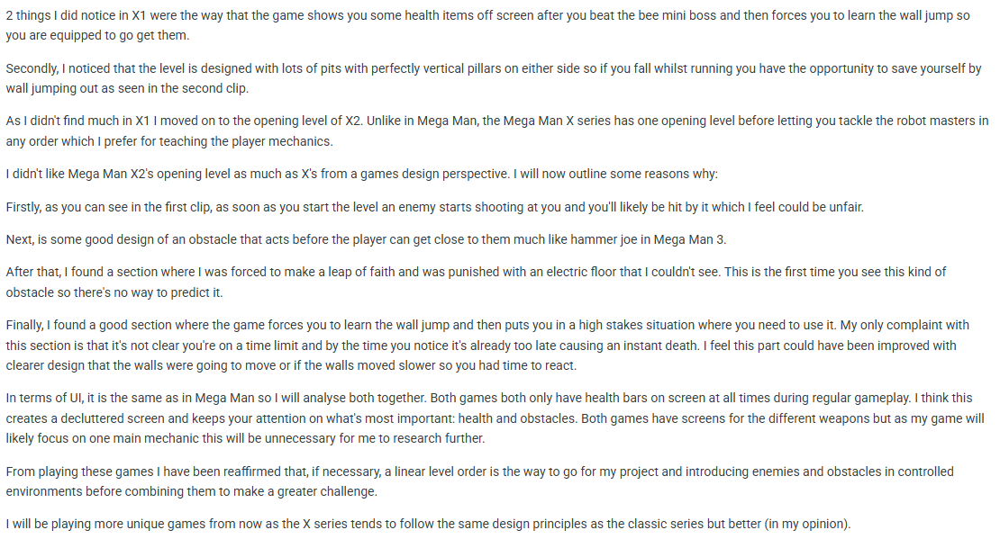 2 things I did notice in X1 were the way that the game shows you some health items off screen after you beat the bee mini boss and then forces you to learn the wall jump so
you are equipped to go get them.
Secondly, I noticed that the level is designed with lots of pits with perfectly vertical pillars on either side so if you fall whilst running you have the opportunity to save yourself by
wall jumping out as seen in the second clip.
As I didn't find much in X1 I moved on to the opening level of X2. Unlike in Mega Man, the Mega Man X series has one opening level before letting you tackle the robot masters in
any order which I prefer for teaching the player mechanics.
I didn't like Mega Man X2's opening level as much as X's from a games design perspective. I will now outline some reasons why:
Firstly, as you can see in the first clip, as soon as you start the level an enemy starts shooting at you and you'll likely be hit by it which I feel could be unfair.
Next, is some good design of an obstacle that acts before the player can get close to them much like hammer joe in Mega Man 3.
After that, I found a section where I was forced to make a leap of faith and was punished with an electric floor that I couldn't see. This is the first time you see this kind of
obstacle so there's no way to predict it.
Finally, I found a good section where the game forces you to learn the wall jump and then puts you in a high stakes situation where you need to use it. My only complaint with
this section is that it's not clear you're on a time limit and by the time you notice it's already too late causing an instant death. I feel this part could have been improved with
clearer design that the walls were going to move or if the walls moved slower so you had time to react.
In terms of UI, it is the same as in Mega Man so I will analyse both together. Both games both only have health bars on screen at all times during regular gameplay. I think this
creates a decluttered screen and keeps your attention on what's most important: health and obstacles. Both games have screens for the different weapons but as my game will
likely focus on one main mechanic this will be unnecessary for me to research further.
From playing these games I have been reaffirmed that, if necessary, a linear level order is the way to go for my project and introducing enemies and obstacles in controlled
environments before combining them to make a greater challenge.
I will be playing more unique games from now as the X series tends to follow the same design principles as the classic series but better (in my opinion).